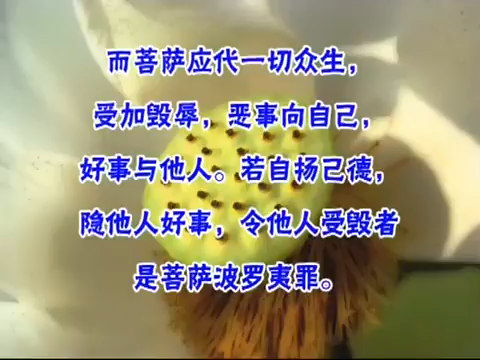 而菩萨应代一切众生，
受加毁辱，恶事向自己，
好事与他人。若自扬己德，
隐他人好事，令他人受毁者
是菩萨波罗夷罪。